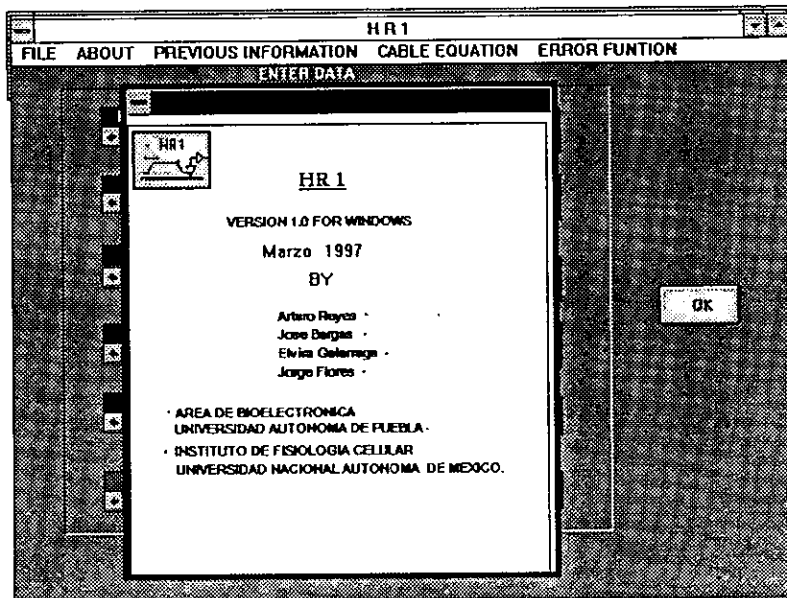 HR1
FILE ABOUT PREVIOUS INFORMATION CABLE EQUATION ERROR FUNTION
ENTER DATA
HR1
HR 1
VERSION 1.0 FOR WINDOWS
Marzo 1997
BY
Arturo Reyes
Jose Bargas
Elvira Galarraga
Jorge Flores
OK
· AREA DE BIOELECTRONICA
UNIVERSIDAD AUTONOMA DE PUEBLA·
· INSTITUTO DE FISIOLOGIA CELLULAR
UNIVERSIDAD NACIONAL AUTOHOMA DE MEXICO.